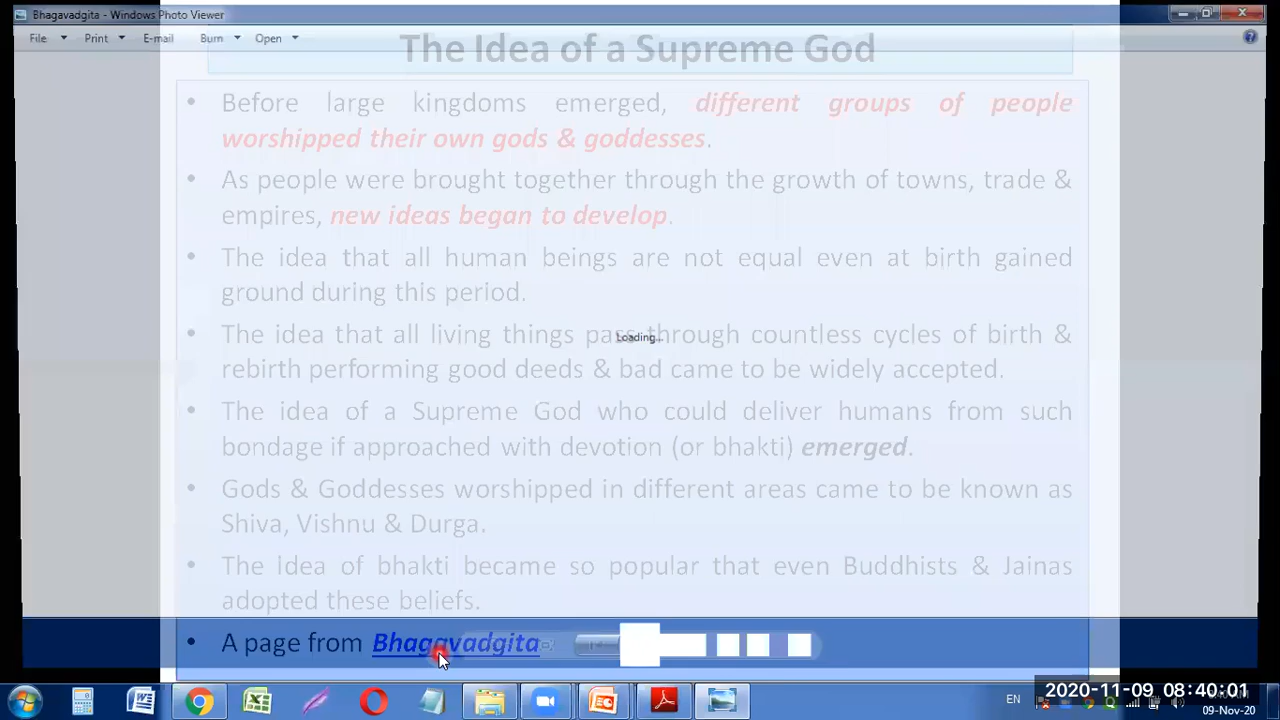 Bhagavadgita - Windows Photo Viewer
File Print E-mail Burn Open
The Idea of a Supreme God
• Before large kingdoms emerged, different groups of people
worshipped their own gods & goddesses.
• As people were brought together through the growth of towns, trade &
empires, new ideas began to develop.
• The idea that all human beings are not equal even at birth gained
ground during this period.
• The idea that all living things pass through countless cycles of birth &
rebirth performing good deeds & bad came to be widely accepted.
Loading...
• The idea of a Supreme God who could deliver humans from such
bondage if approached with devotion (or bhakti) emerged.
• Gods & Goddesses worshipped in different areas came to be known as
Shiva, Vishnu & Durga.
• The Idea of bhakti became so popular that even Buddhists & Jainas
adopted these beliefs.
• A page from Bhagavadgita
EN
2020-11-09 08:40:01
09-Nov-20